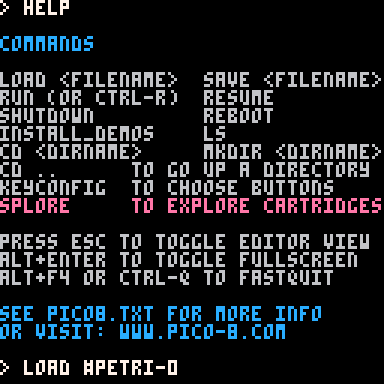 > HELP
COMMANDS
LOAD <FILENAME>  SAVE <FILENAME>
RUN (OR CTRL-R)  RESUME
SHUTDOWN         REBOOT
INSTALL_DEMOS    LS
CD <DIRNAME>     MKDIR <DIRNAME>
CD ..      TO GO UP A DIRECTORY
KEYCONFIG  TO CHOOSE BUTTONS
SPLORE     TO EXPLORE CARTRIDGES
PRESS ESC TO TOGGLE EDITOR VIEW
ALT+ENTER TO TOGGLE FULLSCREEN
ALT+F4 OR CTRL-Q TO FASTQUIT
SEE PICO8.TXT FOR MORE INFO
OR VISIT: WWW.PICO-8.COM
> LOAD #PETRI-0